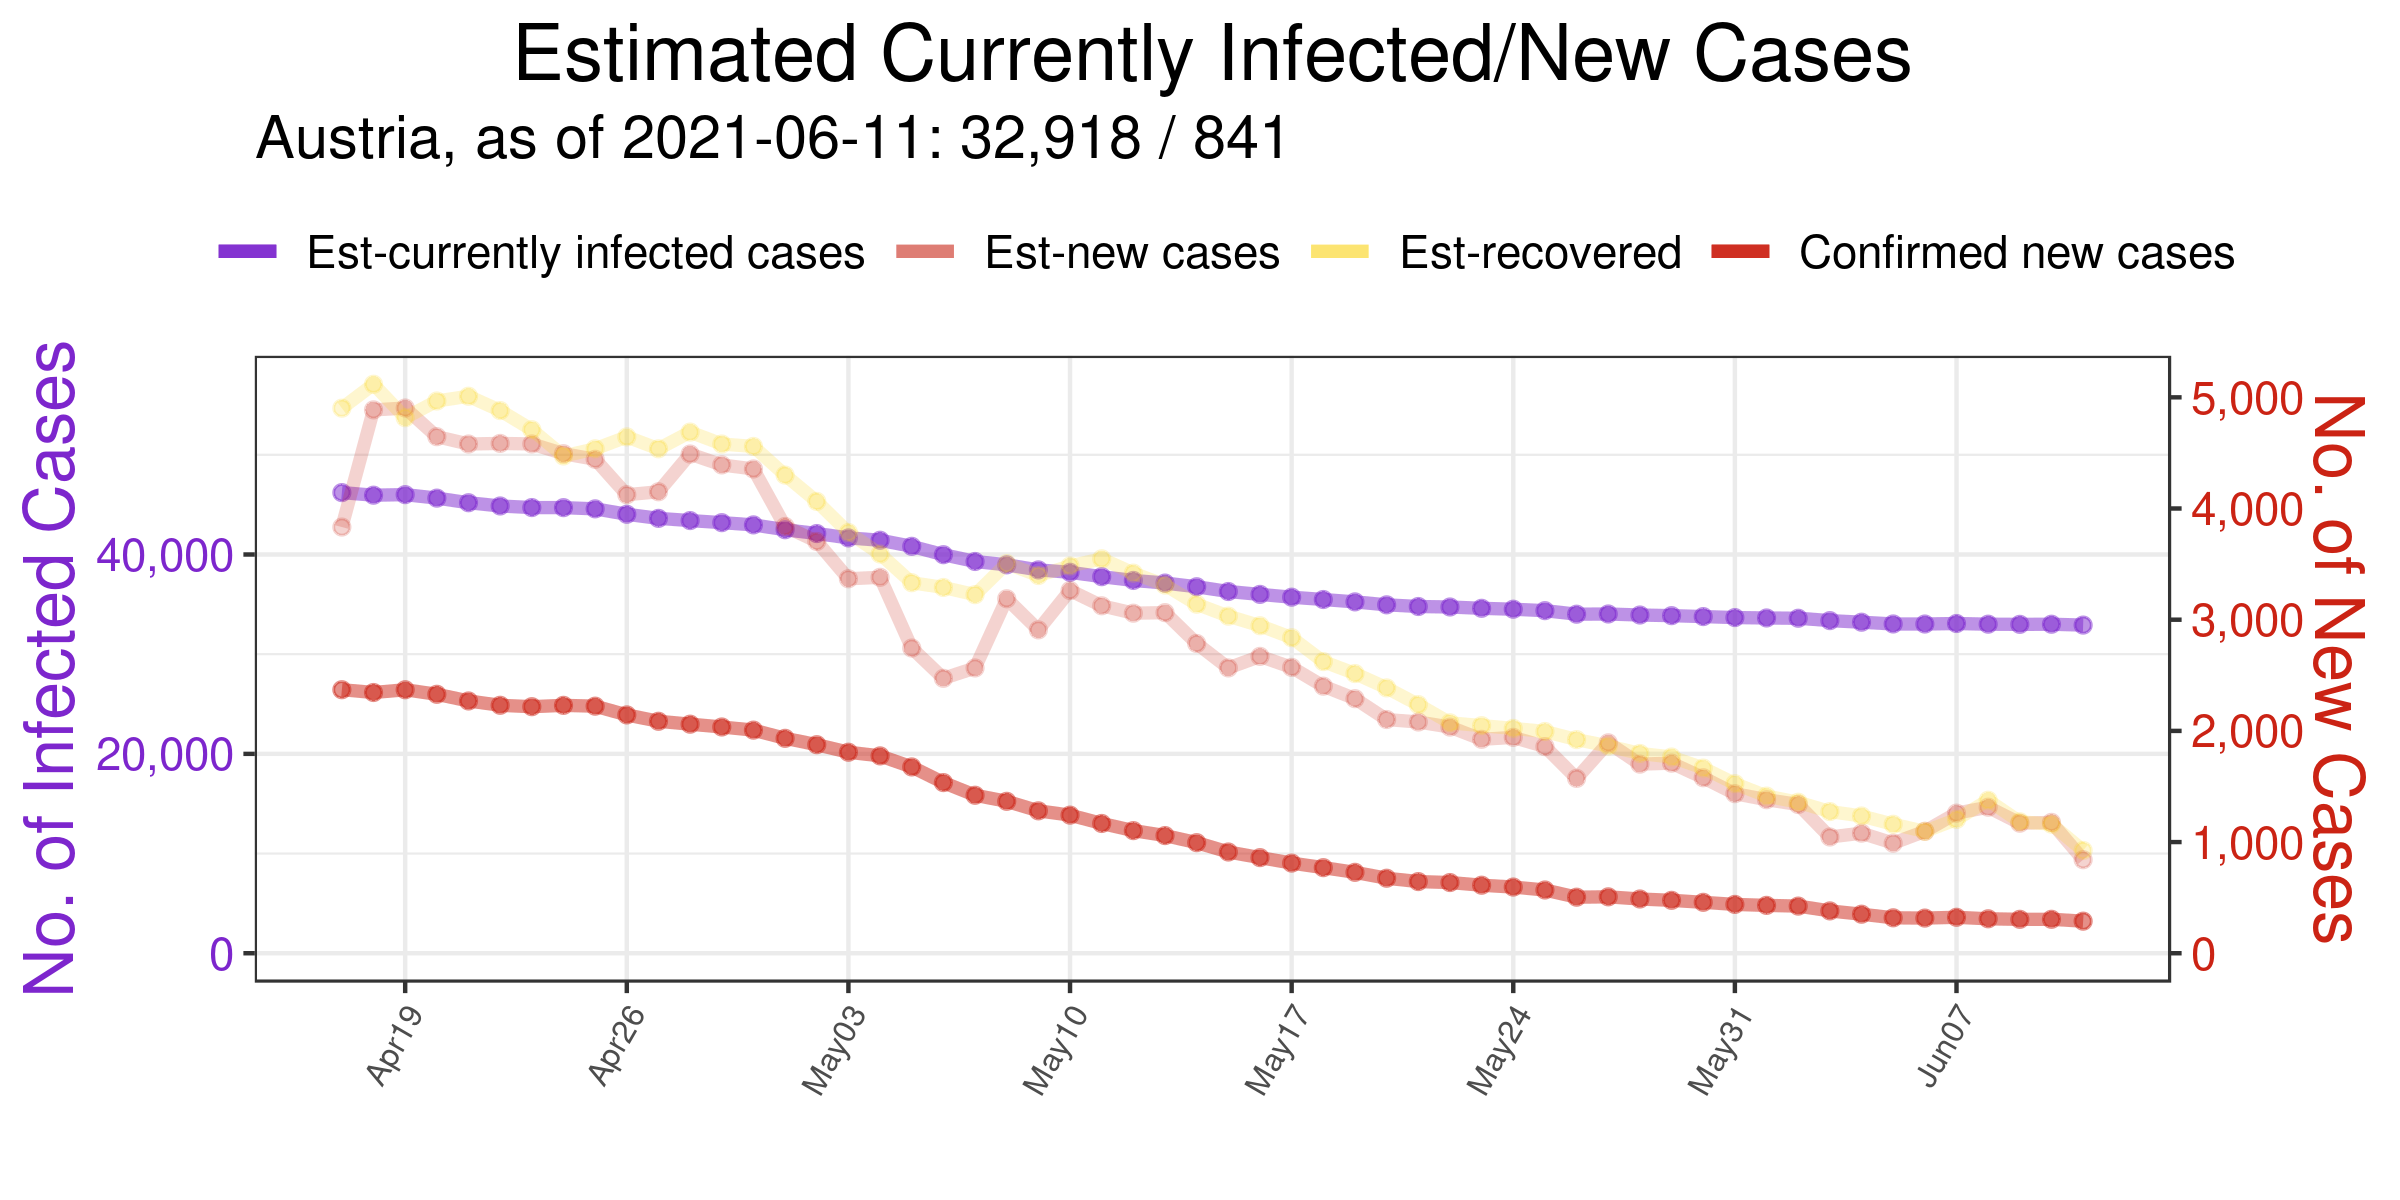 Estimated Currently Infected/New Cases
Austria, as of 2021-06-11: 32,918 / 841
Est-currently infected cases Est-new cases Est-recovered Confirmed new cases
No. of Infected Cases
40,000
20,000
0
5,000
4,000
3,000
2,000
1,000
0
No. of New Cases
Apr19 Apr26 May03 May10 May17 May24 May31 Jun07